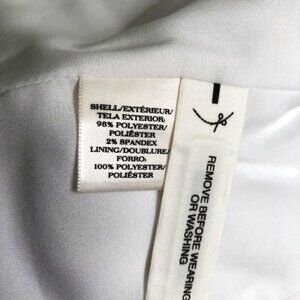 SHELL/EXTÉRIEUR/
TELA EXTERIOR:
98% POLYESTER/
POLIÉSTER
2% SPANDEX
LINING/DOUBLURE/
FORRO:
100% POLYESTER/
POLIÉSTER
REMOVE BEFORE WEARING
OR WASHING